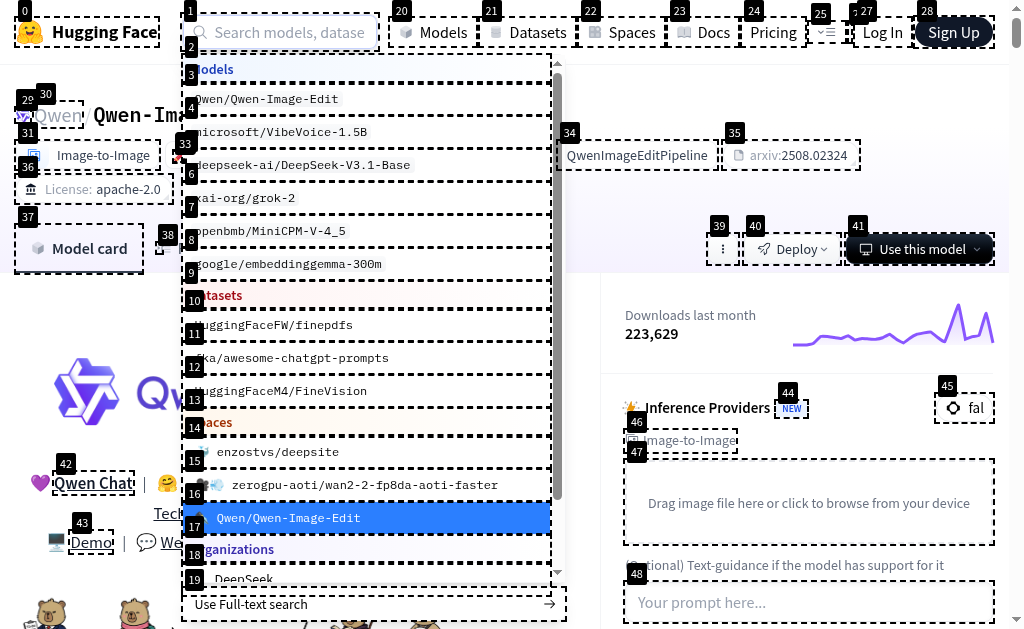 0 1 20 21 22 23 24 25 27 28
Hugging Face Search models, datase Models Datasets Spaces Docs Pricing Log In Sign Up
2
3 Models
4 Qwen/Qwen-Image-Edit
microsoft/VibeVoice-1.5B
deepseek-ai/DeepSeek-V3.1-Base
6 xai-org/grok-2
7 openbmb/MiniCPM-V-4_5
8 google/embeddinggemma-300m
9 Datasets
10 HuggingFaceFW/finepdfs
11 fka/awesome-chatgpt-prompts
12 HuggingFaceM4/FineVision
13 Spaces
14 enzostvs/deepsite
15 zerogpu-aoti/wan2-2-fp8da-aoti-faster
16 Qwen/Qwen-Image-Edit
17 Organizations
18 DeepSeek
19 Use Full-text search
29 30
Qwen/Qwen-Ima
31 33 34 35
Image-to-Image QwenImageEditPipeline arxiv:2508.02324
36
License: apache-2.0
37 38 39 40 41
Model card Deploy Use this model
Downloads last month
223,629
44 45
Inference Providers NEW fal
46
Image-to-Image
47
Drag image file here or click to browse from your device
(Optional) Text-guidance if the model has support for it
48
Your prompt here...
42
Qwen Chat |
Tech
43
Demo |